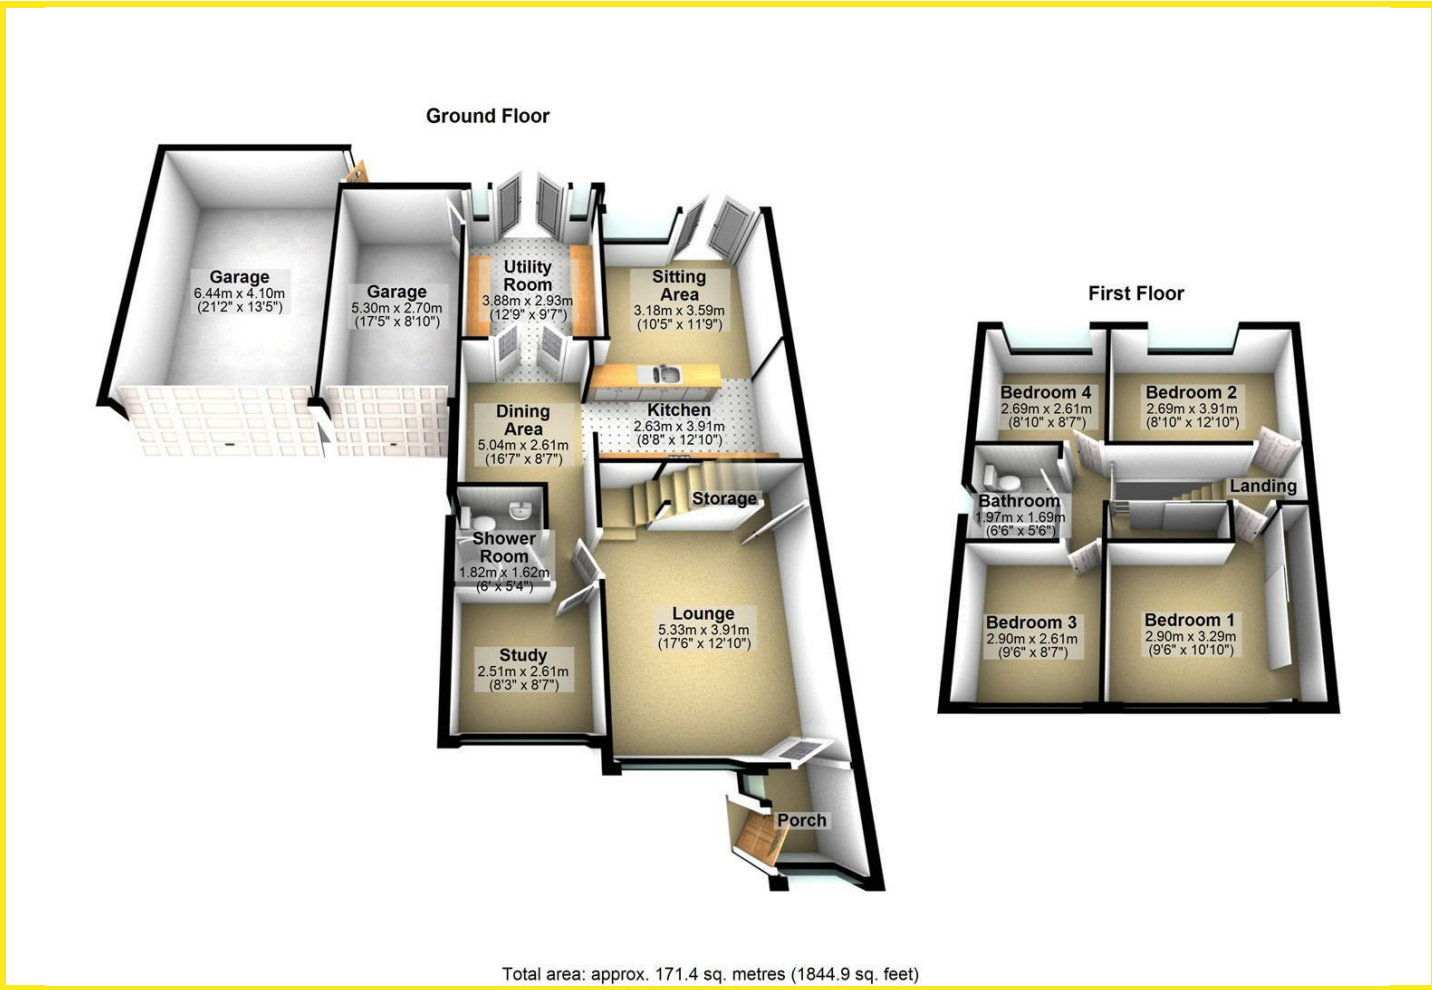 Ground Floor
Garage
6.44m x 4.10m
(21'2" x 13'5")
Garage
5.30m x 2.70m
(17'5" x 8'10")
Utility
Room
3.88m x 2.93m
(12'9" x 9'7")
Sitting
Area
3.18m x 3.59m
(10'5" x 11'9")
Dining
Area
5.04m x 2.61m
(16'7" x 8'7")
Kitchen
2.63m x 3.91m
(8'8" x 12'10")
Storage
Shower
Room
1.82m x 1.62m
(6' x 5'4")
Lounge
5.33m x 3.91m
(17'6" x 12'10")
Study
2.51m x 2.61m
(8'3" x 8'7")
Porch
First Floor
Bedroom 4
2.69m x 2.61m
(8'10" x 8'7")
Bedroom 2
2.69m x 3.91m
(8'10" x 12'10")
Landing
Bathroom
1.97m x 1.69m
(6'6" x 5'6")
Bedroom 3
2.90m x 2.61m
(9'6" x 8'7")
Bedroom 1
2.90m x 3.29m
(9'6" x 10'10")
Total area: approx. 171.4 sq. metres (1844.9 sq. feet)